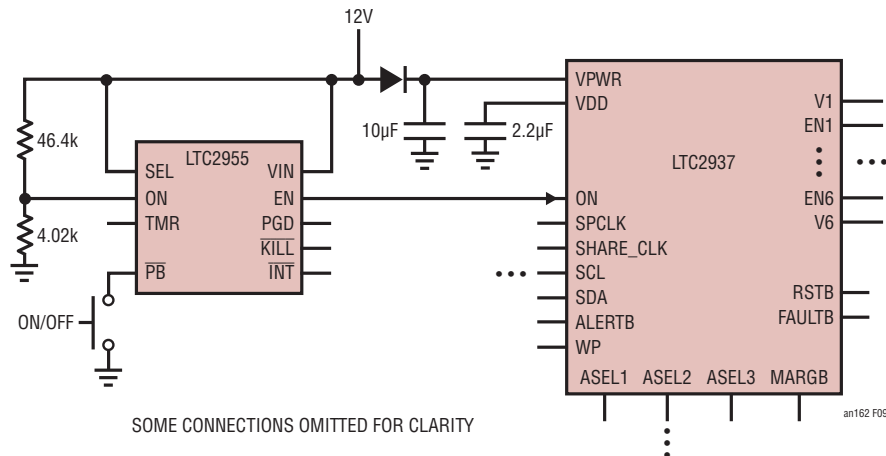 12V
46.4k
4.02k
LTC2955
SEL
ON
TMR
PB
VIN
EN
PGD
KILL
INT
ON/OFF
10µF
2.2µF
LTC2937
VPWR
VDD
ON
SPCLK
SHARE_CLK
SCL
SDA
ALERTB
WP
V1
EN1
EN6
V6
RSTB
FAULTB
ASEL1 ASEL2 ASEL3 MARGB
an162 F09
SOME CONNECTIONS OMITTED FOR CLARITY